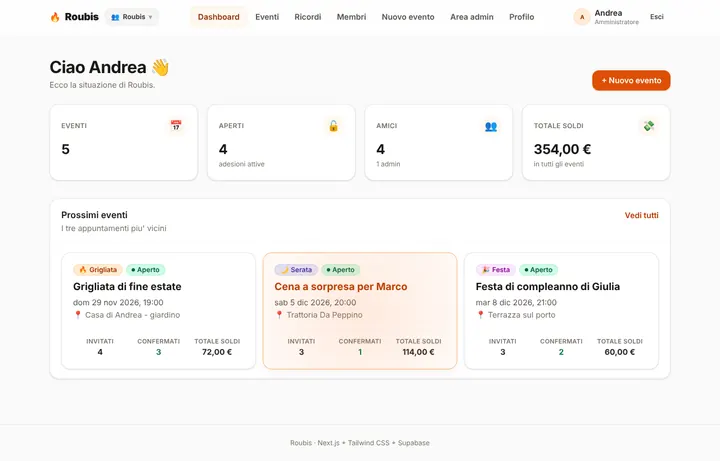 🔥 Roubis 👥 Roubis ▾ Dashboard Eventi Ricordi Membri Nuovo evento Area admin Profilo A Andrea Esci
Amministratore
Ciao Andrea 👋
Ecco la situazione di Roubis.
+ Nuovo evento
EVENTI 📅
5
APERTI 🔓
4
adesioni attive
AMICI 👥
4
1 admin
TOTALE SOLDI 💸
354,00 €
in tutti gli eventi
Prossimi eventi
I tre appuntamenti piu' vicini
Vedi tutti
🔥 Grigliata ● Aperto
Grigliata di fine estate
dom 29 nov 2026, 19:00
📍 Casa di Andrea - giardino
INVITATI CONFERMATI TOTALE SOLDI
4 3 72,00 €
🌙 Serata ● Aperto
Cena a sorpresa per Marco
sab 5 dic 2026, 20:00
📍 Trattoria Da Peppino
INVITATI CONFERMATI TOTALE SOLDI
3 1 114,00 €
🎉 Festa ● Aperto
Festa di compleanno di Giulia
mar 8 dic 2026, 21:00
📍 Terrazza sul porto
INVITATI CONFERMATI TOTALE SOLDI
3 2 60,00 €
Roubis · Next.js + Tailwind CSS + Supabase